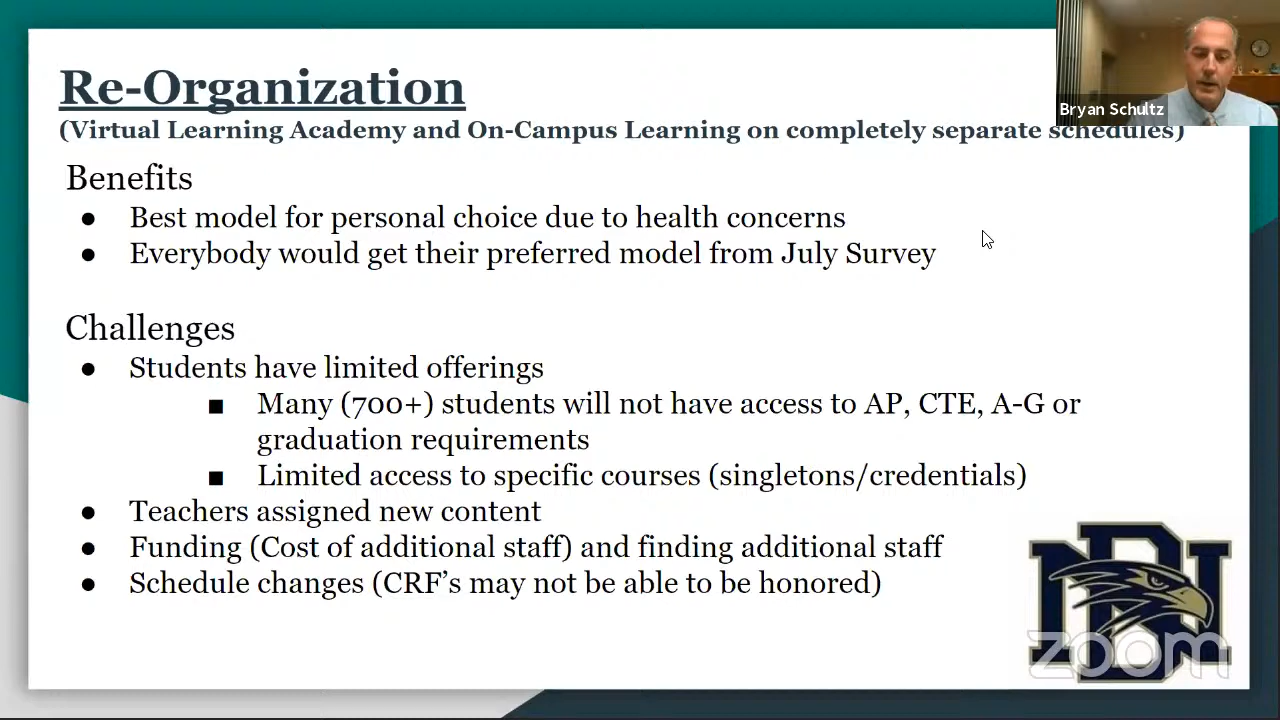 Re-Organization
(Virtual Learning Academy and On-Campus Learning on completely separate schedules)
Bryan Schultz
Benefits
● Best model for personal choice due to health concerns
● Everybody would get their preferred model from July Survey
Challenges
● Students have limited offerings
■ Many (700+) students will not have access to AP, CTE, A-G or
graduation requirements
■ Limited access to specific courses (singletons/credentials)
● Teachers assigned new content
● Funding (Cost of additional staff) and finding additional staff
● Schedule changes (CRF's may not be able to be honored)
BN
zoom